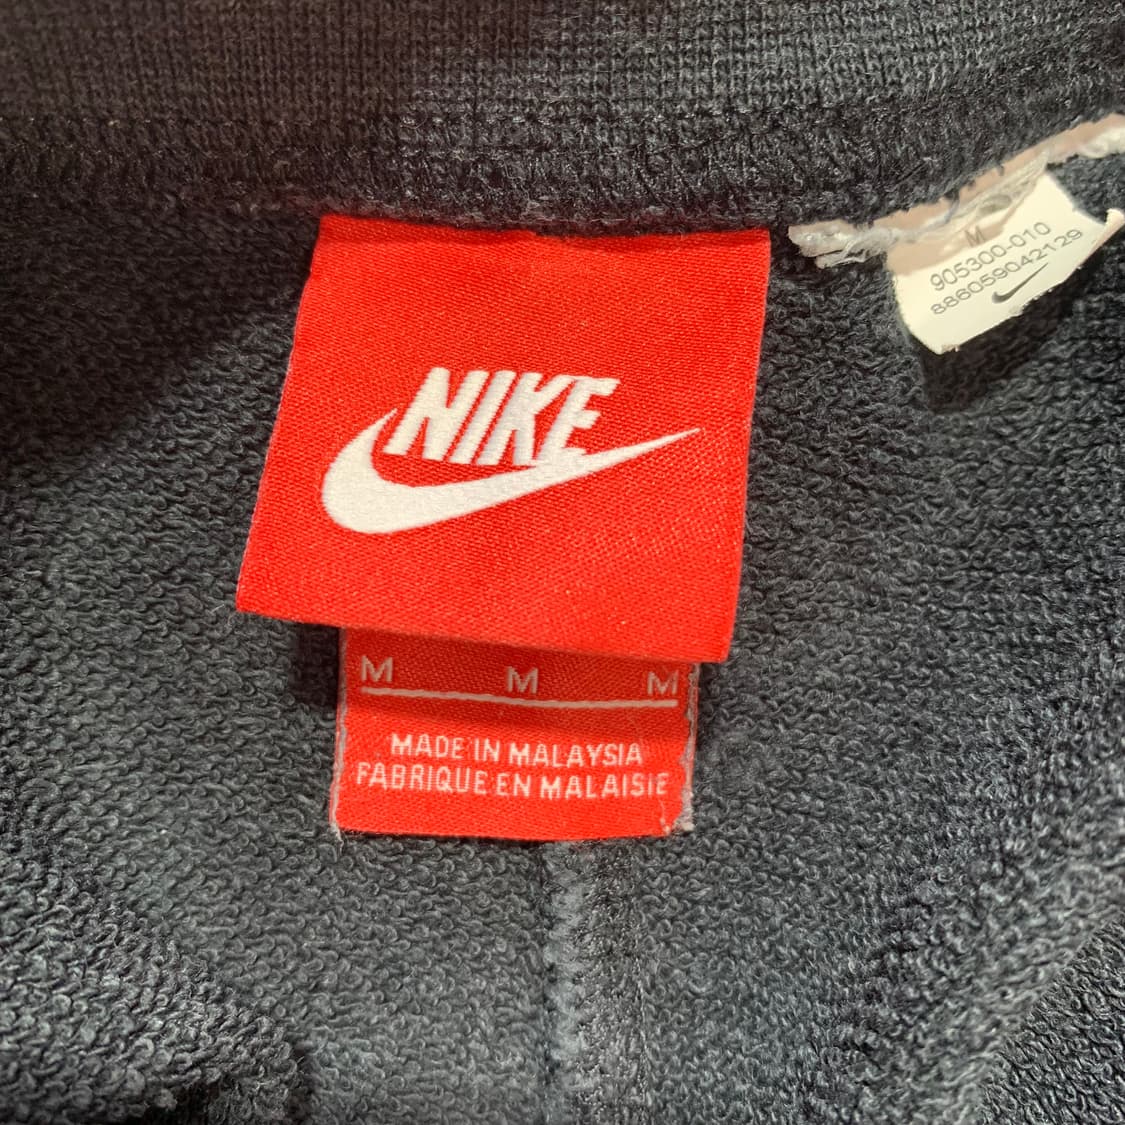 NIKE
M M M
MADE IN MALAYSIA
FABRIQUE EN MALAISIE
M
905300-010
886059042129